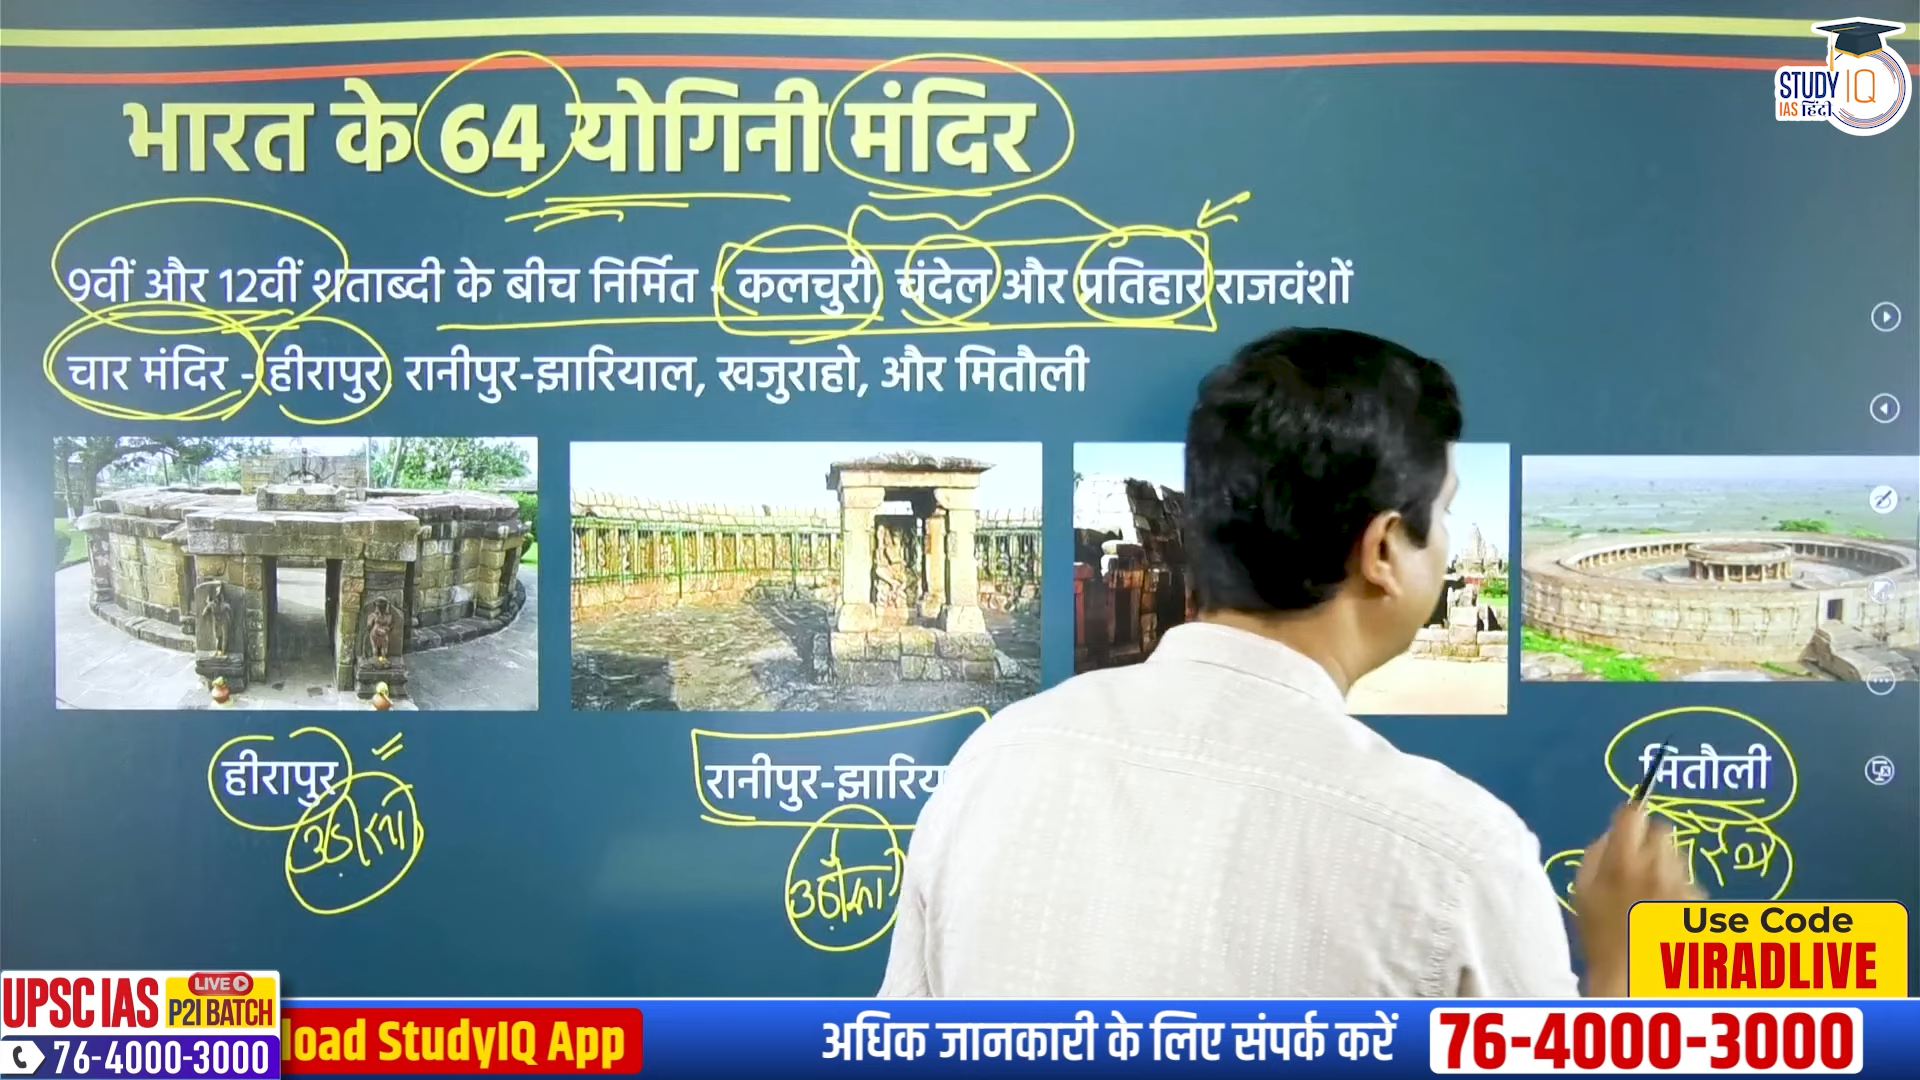 भारत के 64 योगिनी मंदिर
STUDY IQ
IAS हिंदी
9वीं और 12वीं शताब्दी के बीच निर्मित - कलचुरी, चंदेल और प्रतिहार राजवंशों
चार मंदिर - हीरापुर, रानीपुर-झारियाल, खजुराहो, और मितौली
हीरापुर
रानीपुर-झारिय
मितौली
Use Code
VIRADLIVE
UPSC IAS
LIVE
P2I BATCH
76-4000-3000
load StudyIQ App
अधिक जानकारी के लिए संपर्क करें
76-4000-3000